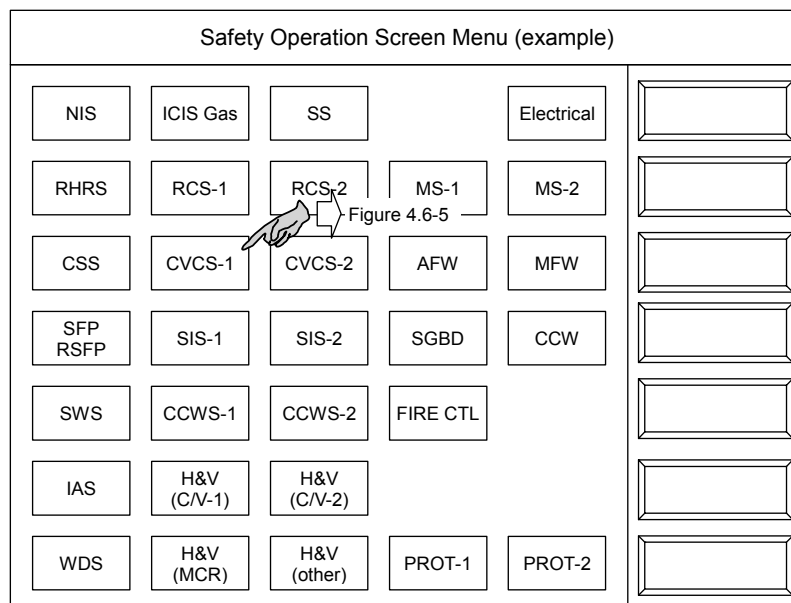 Safety Operation Screen Menu (example)
NIS
ICIS Gas
SS
Electrical
RHRS
RCS-1
RCS-2
MS-1
MS-2
Figure 4.6-5
CSS
CVCS-1
CVCS-2
AFW
MFW
SFP
RSFP
SIS-1
SIS-2
SGBD
CCW
SWS
CCWS-1
CCWS-2
FIRE CTL
IAS
H&V
(C/V-1)
H&V
(C/V-2)
WDS
H&V
(MCR)
H&V
(other)
PROT-1
PROT-2